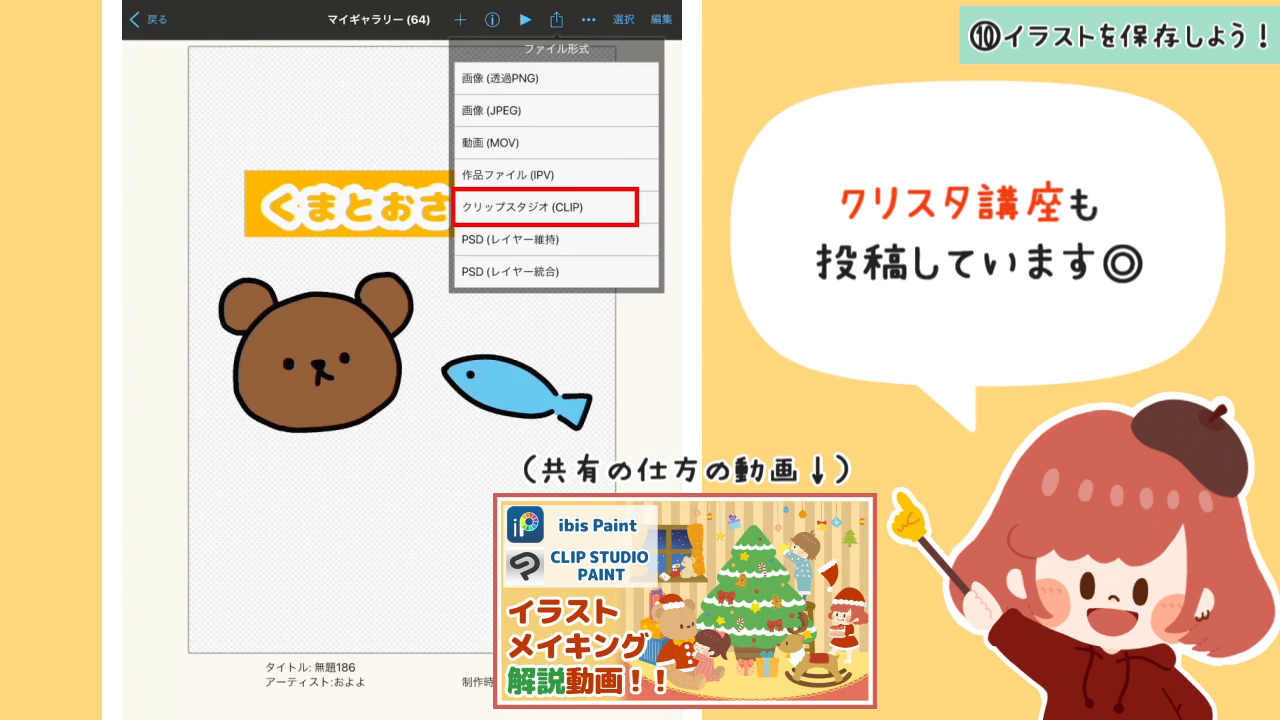 戻る
マイギャラリー (64)
選択
編集
ファイル形式
画像 (透過PNG)
画像 (JPEG)
動画 (MOV)
作品ファイル (IPV)
クリップスタジオ (CLIP)
PSD (レイヤー維持)
PSD (レイヤー統合)
くまとおさ
タイトル: 無題186
アーティスト:およよ
制作時
⑩イラストを保存しよう！
クリスタ講座も
投稿しています◎
(共有の仕方の動画↓)
ibis Paint
CLIP STUDIO
PAINT
イラスト
メイキング
解説動画！！